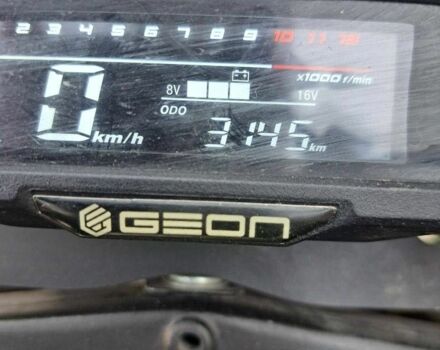 2 3 4 5 6 7 8 9 10 11 12
x1000 r/min
8V 16V
0 km/h
ODO
3145 km
GEON